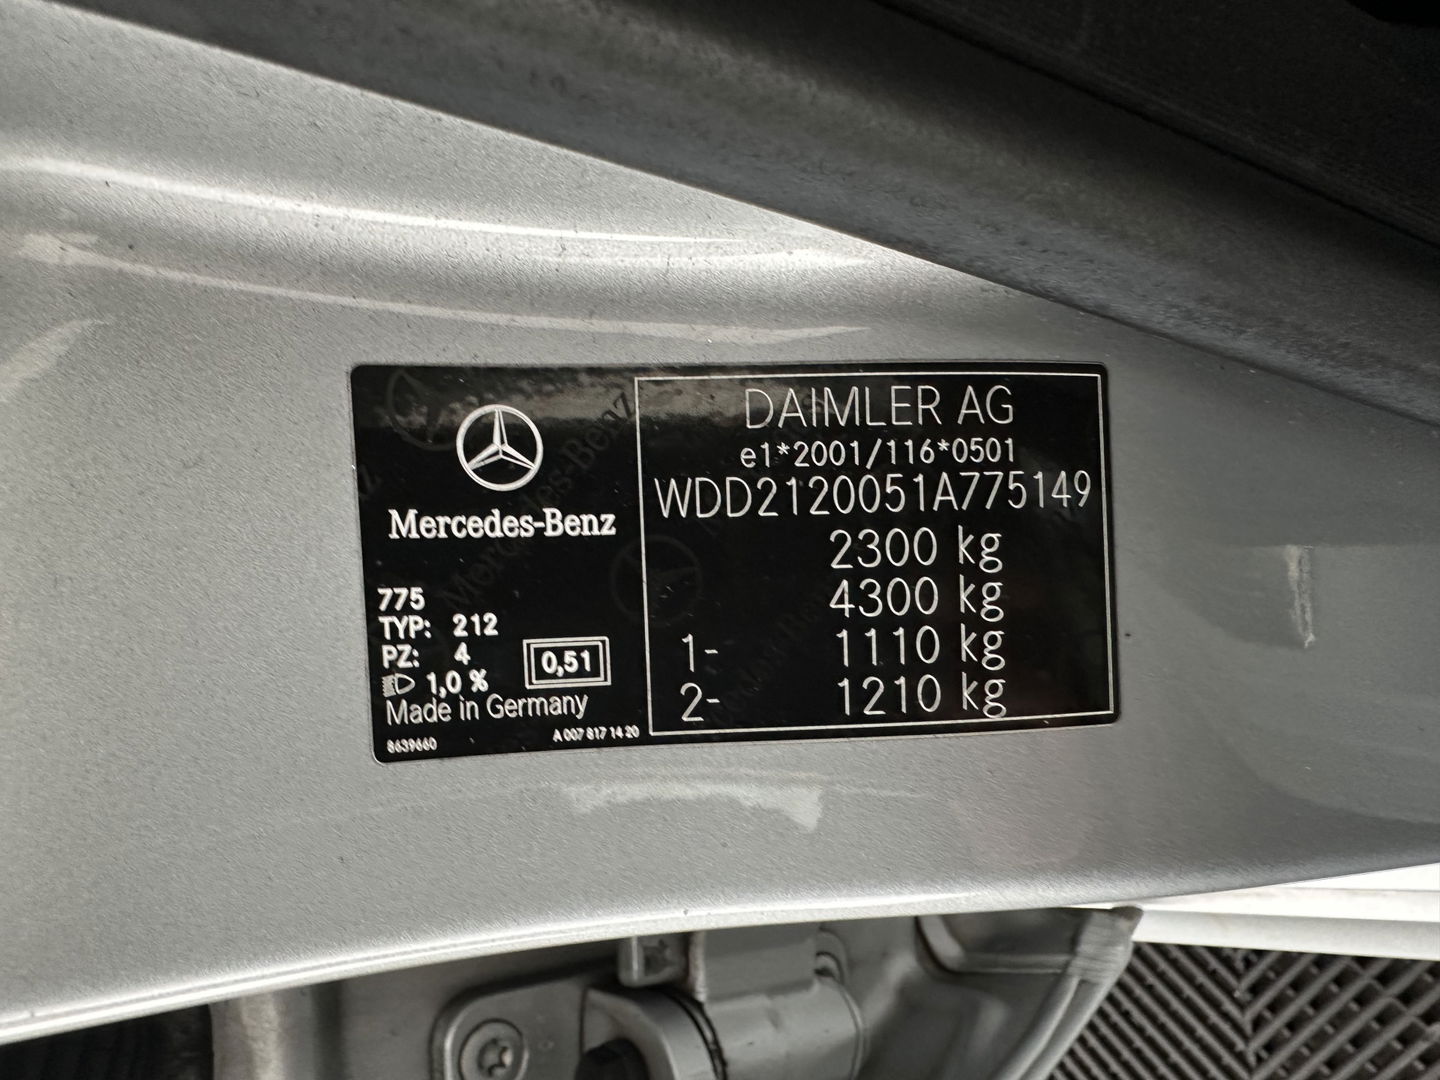 Mercedes-Benz
775
TYP: 212
PZ: 4
1,0 %
0,51
Made in Germany
8639660
A 007 817 14 20
DAIMLER AG
e1*2001/116*0501
WDD2120051A775149
2300 kg
4300 kg
1- 1110 kg
2- 1210 kg